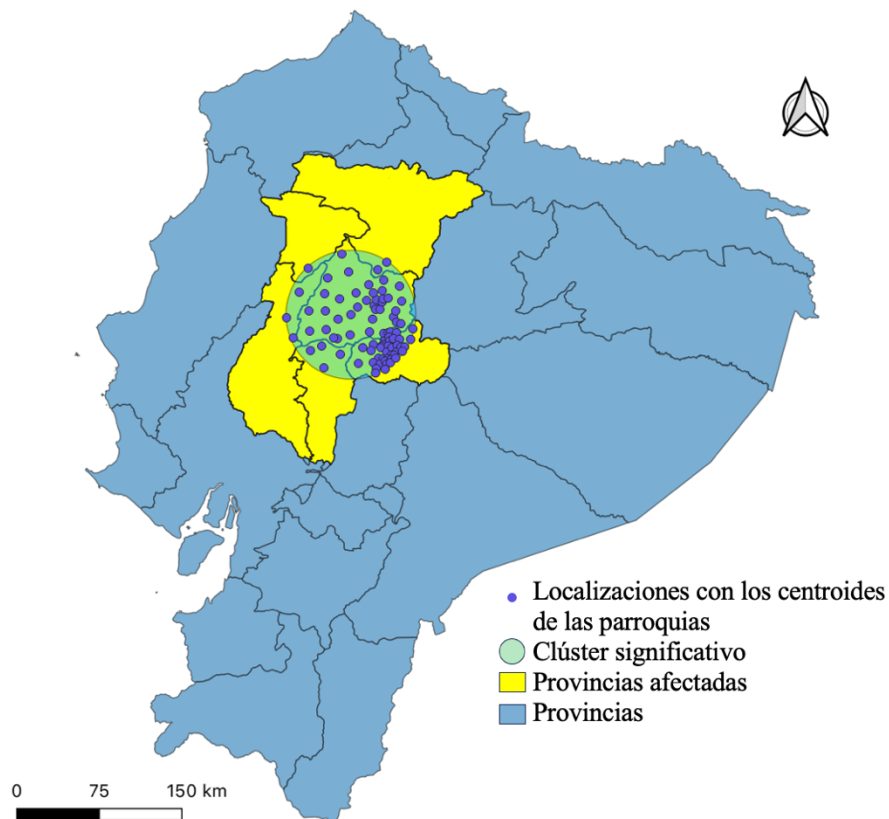 Localizaciones con los centroides
de las parroquias
Clúster significativo
Provincias afectadas
Provincias
0 75 150 km